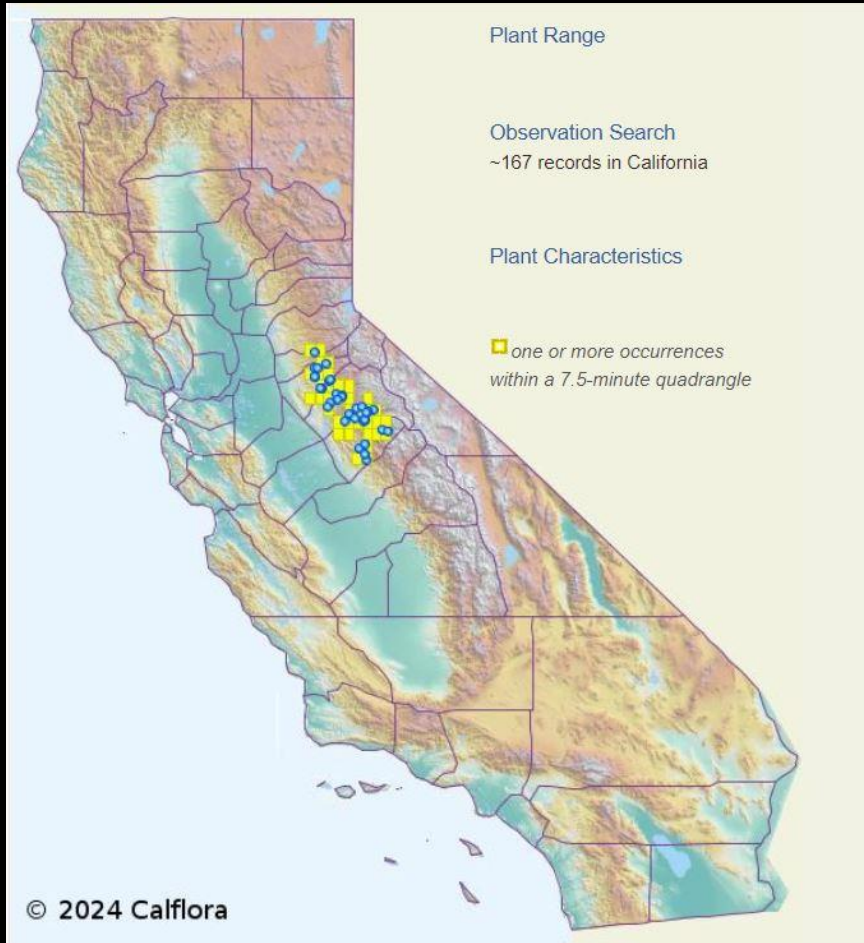 Plant Range
Observation Search
~167 records in California
Plant Characteristics
one or more occurrences
within a 7.5-minute quadrangle
© 2024 Calflora